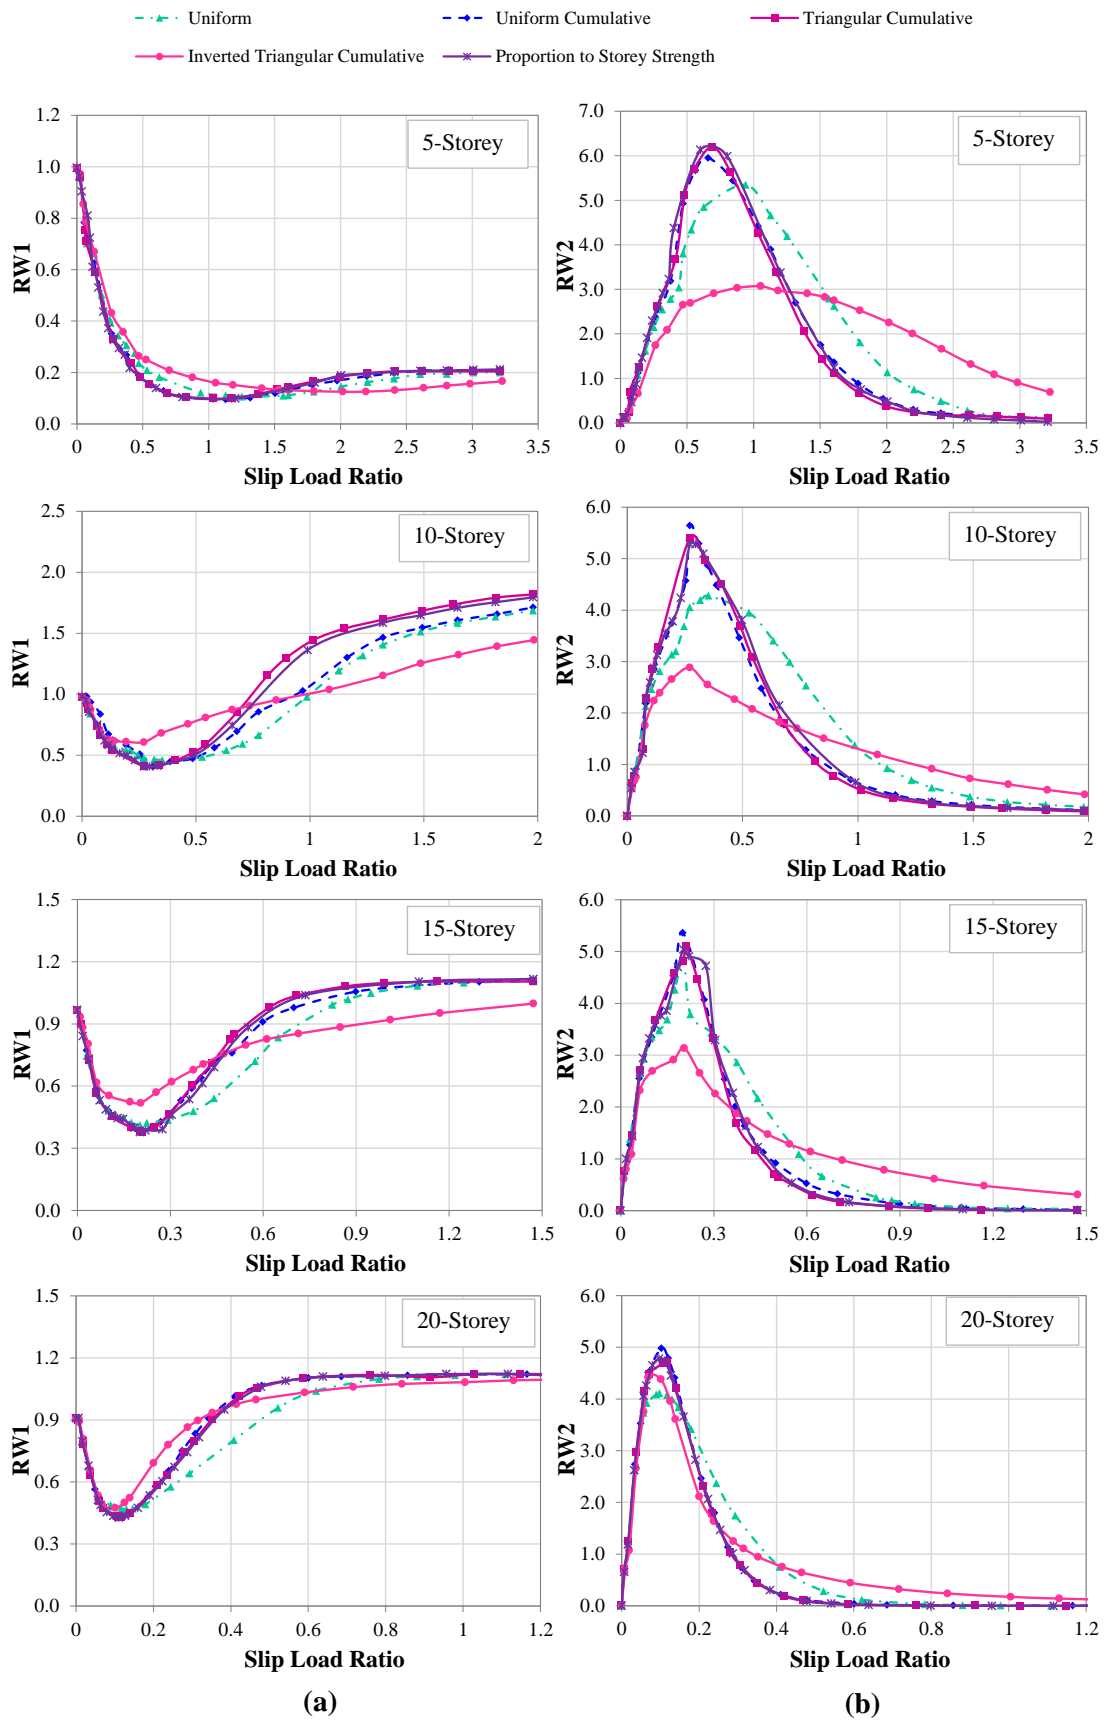 Uniform
Uniform Cumulative
Triangular Cumulative
Inverted Triangular Cumulative
Proportion to Storey Strength
1.2
1.0
0.8
0.6
0.4
0.2
0.0
RW1
5-Storey
0 0.5 1 1.5 2 2.5 3 3.5
Slip Load Ratio
7.0
6.0
5.0
4.0
3.0
2.0
1.0
0.0
RW2
5-Storey
0 0.5 1 1.5 2 2.5 3 3.5
Slip Load Ratio
2.5
2.0
1.5
1.0
0.5
0.0
RW1
10-Storey
0 0.5 1 1.5 2
Slip Load Ratio
6.0
5.0
4.0
3.0
2.0
1.0
0.0
RW2
10-Storey
0 0.5 1 1.5 2
Slip Load Ratio
1.5
1.2
0.9
0.6
0.3
0.0
RW1
15-Storey
0 0.3 0.6 0.9 1.2 1.5
Slip Load Ratio
6.0
5.0
4.0
3.0
2.0
1.0
0.0
RW2
15-Storey
0 0.3 0.6 0.9 1.2 1.5
Slip Load Ratio
1.5
1.2
0.9
0.6
0.3
0.0
RW1
20-Storey
0 0.2 0.4 0.6 0.8 1 1.2
Slip Load Ratio
6.0
5.0
4.0
3.0
2.0
1.0
0.0
RW2
20-Storey
0 0.2 0.4 0.6 0.8 1 1.2
Slip Load Ratio
(a)
(b)